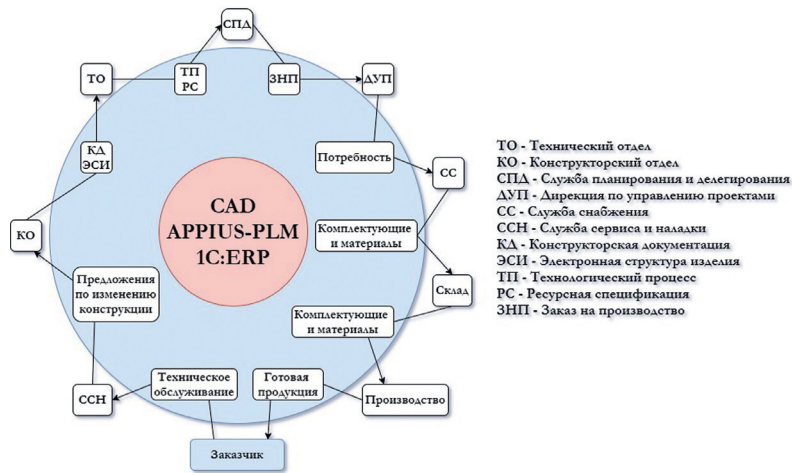 СПД
ТО
ТП
РС
ЗНП
ДУП
КД
ЭСИ
Потребность
СС
CAD
APPIUS-PLM
1С:ERP
КО
Комплектующие
и материалы
Предложения
по изменению
конструкции
Склад
Комплектующие
и материалы
ССН
Техническое
обслуживание
Готовая
продукция
Производство
Заказчик
ТО - Технический отдел
КО - Конструкторский отдел
СПД - Служба планирования и делегирования
ДУП - Дирекция по управлению проектами
СС - Служба снабжения
ССН - Служба сервиса и наладки
КД - Конструкторская документация
ЭСИ - Электронная структура изделия
ТП - Технологический процесс
РС - Ресурсная спецификация
ЗНП - Заказ на производство